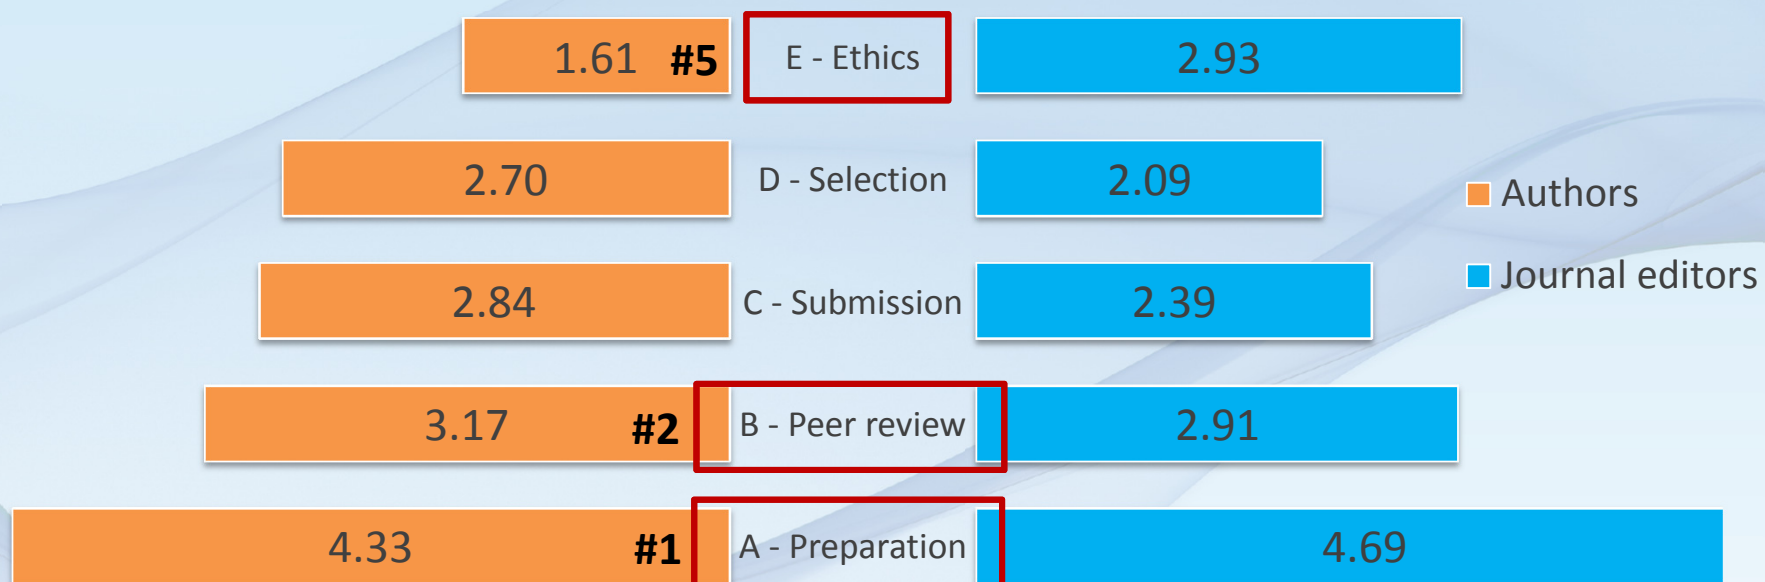 1.61 #5 E - Ethics 2.93
2.70 D - Selection 2.09
Authors
2.84 C - Submission 2.39
Journal editors
3.17 #2 B - Peer review 2.91
4.33 #1 A - Preparation 4.69